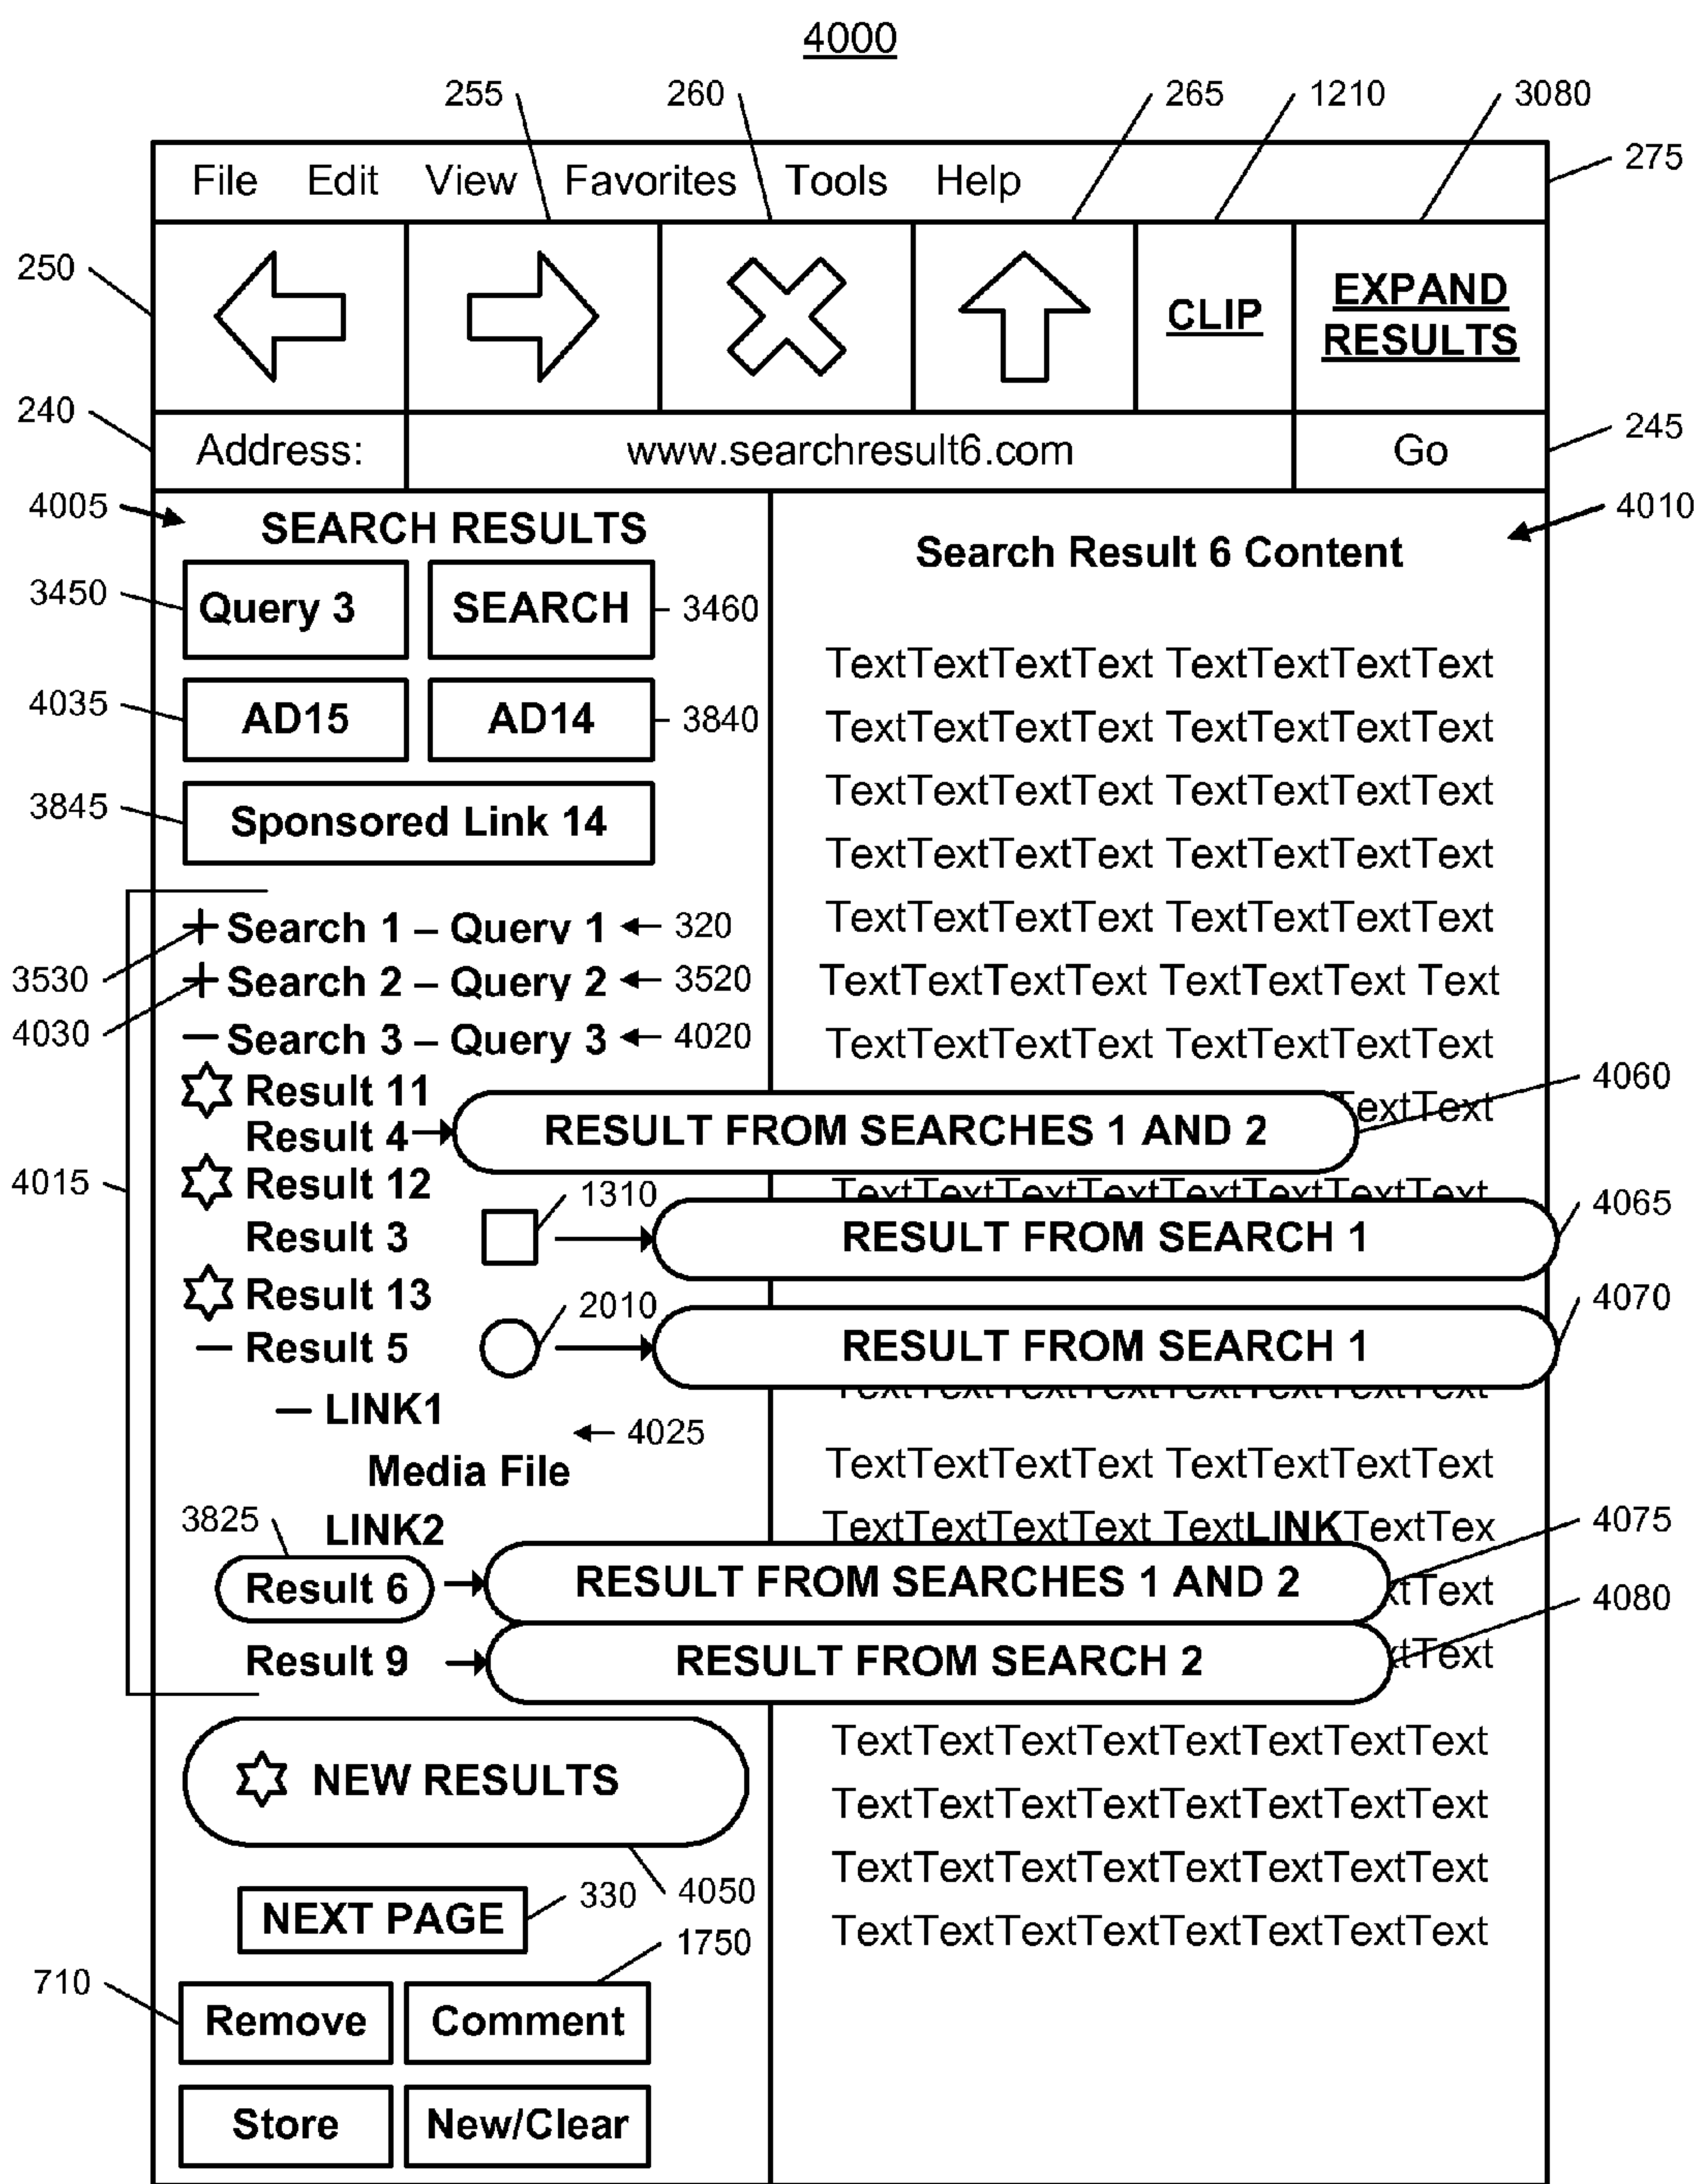 4000
255 260 265 1210 3080
File Edit View Favorites Tools Help 275
250 CLIP EXPAND RESULTS
240 Address: www.searchresult6.com Go 245
4005 SEARCH RESULTS 4010
Search Result 6 Content
3450 Query 3 SEARCH 3460
TextTextTextText TextTextTextText
4035 AD15 AD14 3840
TextTextTextText TextTextTextText
TextTextTextText TextTextTextText
3845 Sponsored Link 14
TextTextTextText TextTextTextText
Search 1 – Query 1 320 TextTextTextText TextTextTextText
3530 Search 2 – Query 2 3520 TextTextTextText TextTextText Text
4030 Search 3 – Query 3 4020 TextTextTextText TextTextTextText
Result 11 4060
Result 4 RESULT FROM SEARCHES 1 AND 2
4015 Result 12 1310 TextTextTextTextTextTextTextText
Result 3 RESULT FROM SEARCH 1 4065
Result 13 2010 4070
Result 5 RESULT FROM SEARCH 1
LINK1
4025
Media File TextTextTextText TextTextTextText
3825 LINK2 TextTextTextText TextLINKTextTex 4075
Result 6 RESULT FROM SEARCHES 1 AND 2 4080
Result 9 RESULT FROM SEARCH 2
TextTextTextTextTextTextTextText
NEW RESULTS
TextTextTextTextTextTextTextText
TextTextTextTextTextTextTextText
330 4050
NEXT PAGE TextTextTextTextTextTextTextText
1750
710 Remove Comment
Store New/Clear